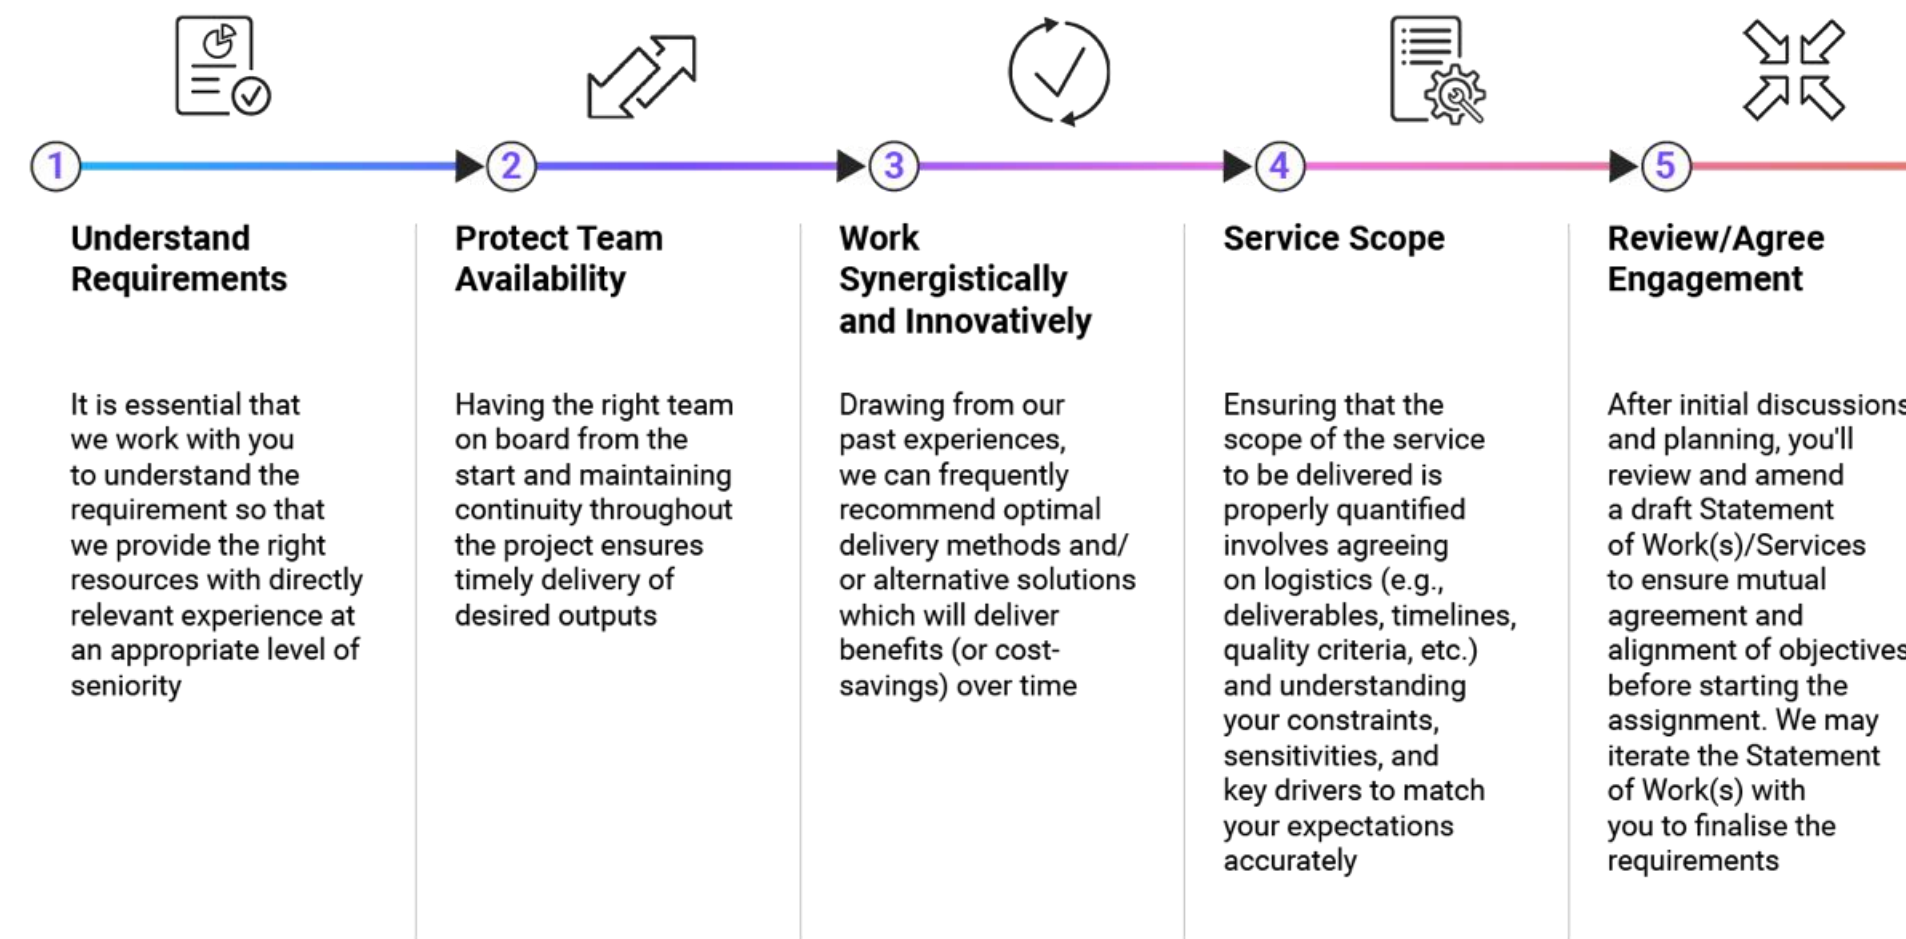 1
2
3
4
5
Understand
Requirements
It is essential that
we work with you
to understand the
requirement so that
we provide the right
resources with directly
relevant experience at
an appropriate level of
seniority
Protect Team
Availability
Having the right team
on board from the
start and maintaining
continuity throughout
the project ensures
timely delivery of
desired outputs
Work
Synergistically
and Innovatively
Drawing from our
past experiences,
we can frequently
recommend optimal
delivery methods and/
or alternative solutions
which will deliver
benefits (or cost-
savings) over time
Service Scope
Ensuring that the
scope of the service
to be delivered is
properly quantified
involves agreeing
on logistics (e.g.,
deliverables, timelines,
quality criteria, etc.)
and understanding
your constraints,
sensitivities, and
key drivers to match
your expectations
accurately
Review/Agree
Engagement
After initial discussions
and planning, you'll
review and amend
a draft Statement
of Work(s)/Services
to ensure mutual
agreement and
alignment of objectives
before starting the
assignment. We may
iterate the Statement
of Work(s) with
you to finalise the
requirements